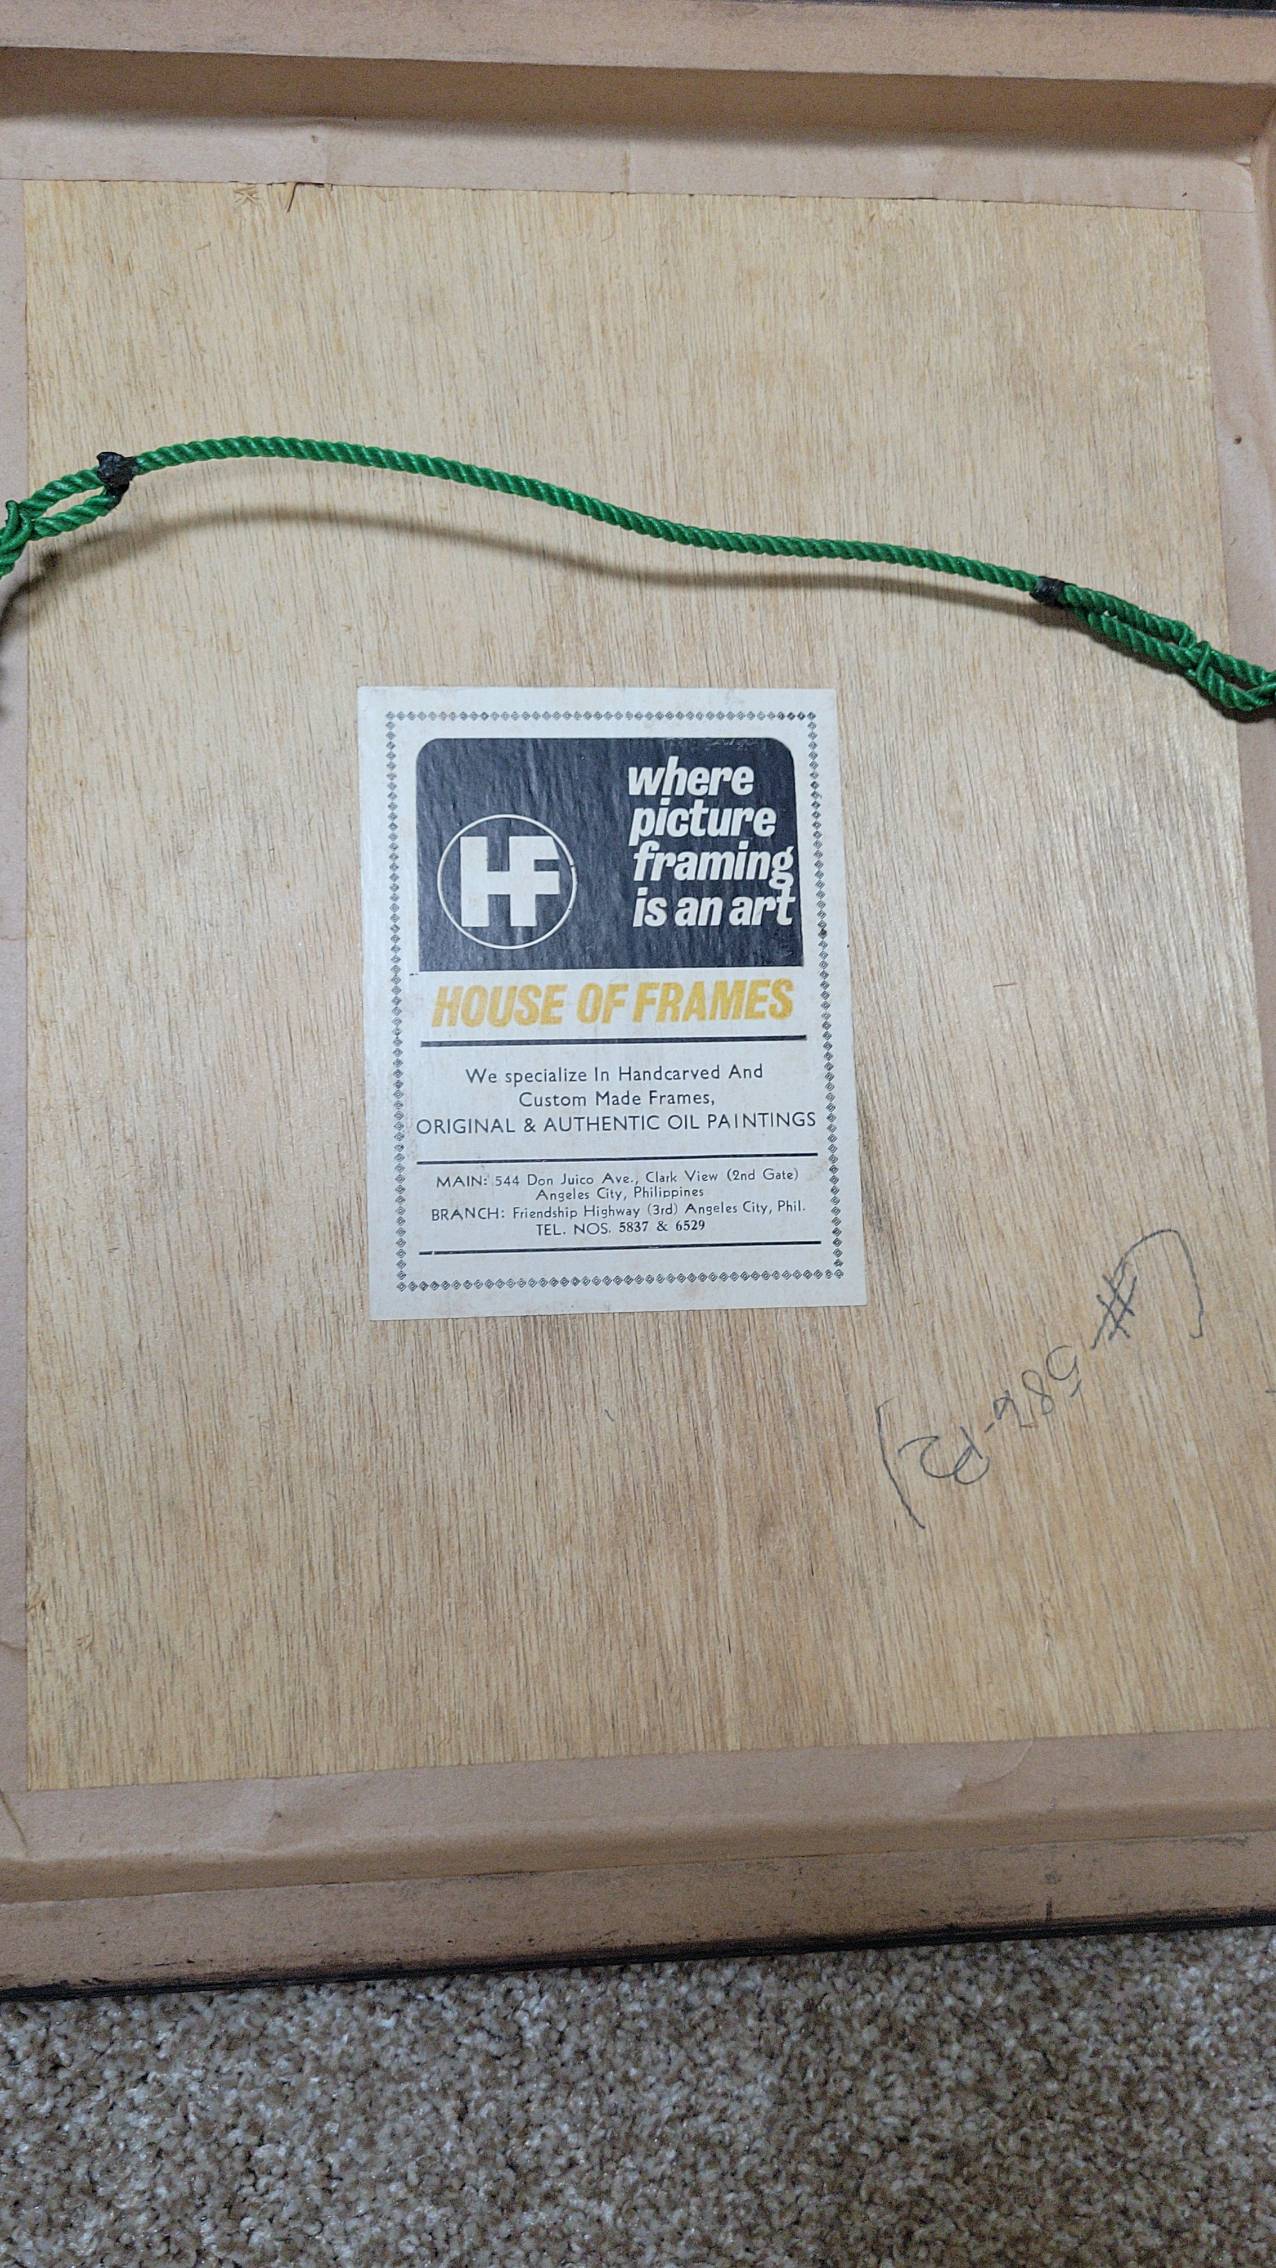 HF
where
picture
framing
is an art
HOUSE OF FRAMES
We specialize In Handcarved And
Custom Made Frames,
ORIGINAL & AUTHENTIC OIL PAINTINGS
MAIN: 544 Don Juico Ave., Clark View (2nd Gate)
Angeles City, Philippines
BRANCH: Friendship Highway (3rd) Angeles City, Phil.
TEL. NOS. 5837 & 6529
(#584-P2)